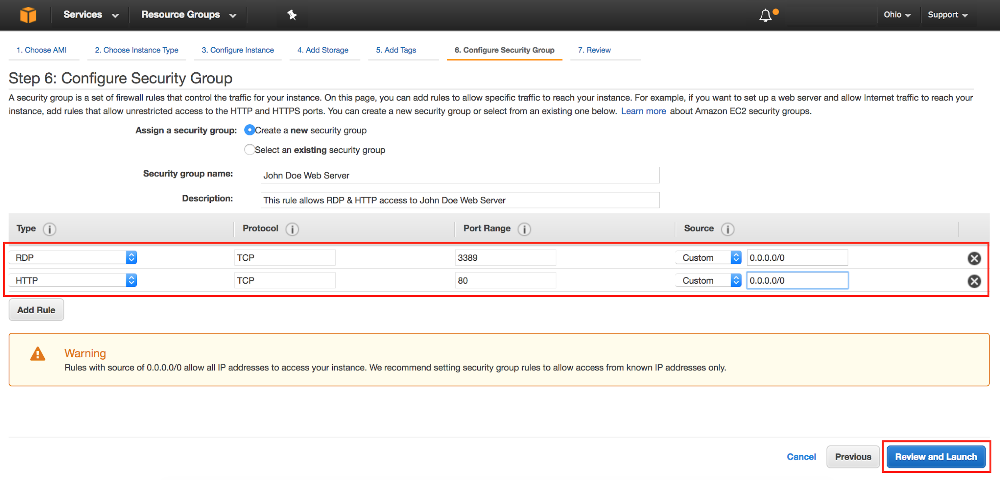 Services Resource Groups Ohio Support
1. Choose AMI 2. Choose Instance Type 3. Configure Instance 4. Add Storage 5. Add Tags 6. Configure Security Group 7. Review
Step 6: Configure Security Group
A security group is a set of firewall rules that control the traffic for your instance. On this page, you can add rules to allow specific traffic to reach your instance. For example, if you want to set up a web server and allow Internet traffic to reach your
instance, add rules that allow unrestricted access to the HTTP and HTTPS ports. You can create a new security group or select from an existing one below. Learn more about Amazon EC2 security groups.
Assign a security group: Create a new security group
Select an existing security group
Security group name: John Doe Web Server
Description: This rule allows RDP & HTTP access to John Doe Web Server
Type i Protocol i Port Range i Source i
RDP TCP 3389 Custom 0.0.0.0/0
HTTP TCP 80 Custom 0.0.0.0/0
Add Rule
Warning
Rules with source of 0.0.0.0/0 allow all IP addresses to access your instance. We recommend setting security group rules to allow access from known IP addresses only.
Cancel Previous Review and Launch